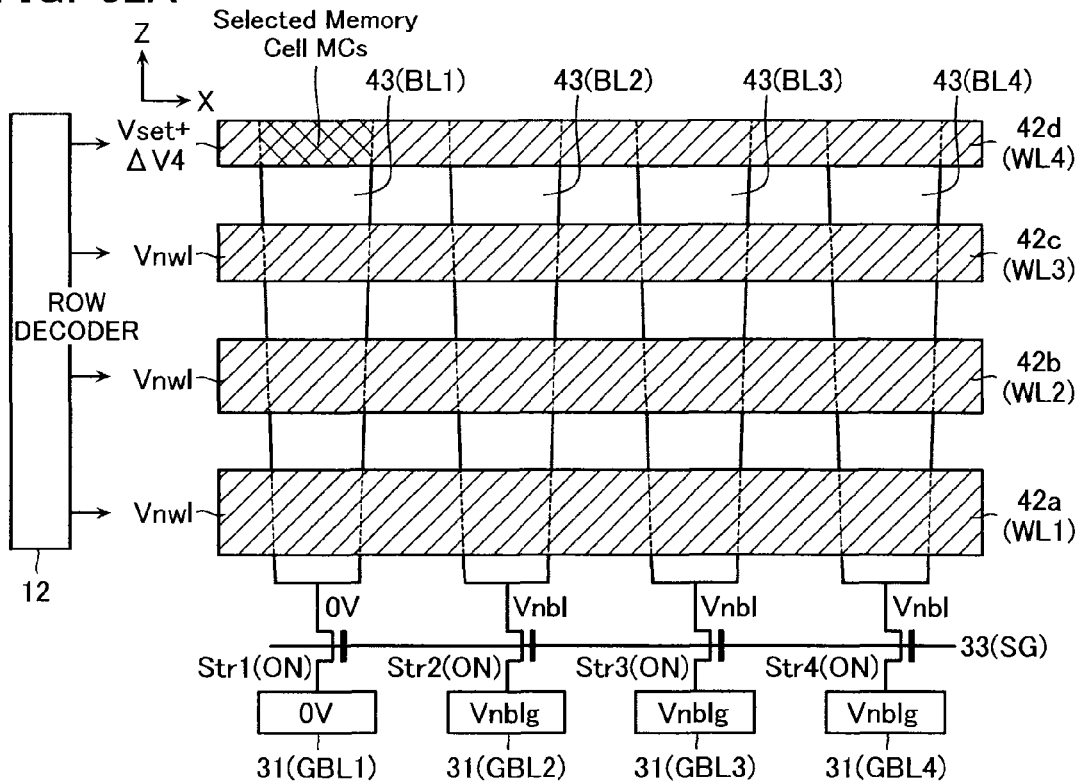 Selected Memory
Cell MCs
Z
X
43(BL1)
43(BL2)
43(BL3)
43(BL4)
Vset+
ΔV4
42d
(WL4)
Vnwl
42c
(WL3)
ROW
DECODER
Vnwl
42b
(WL2)
Vnwl
42a
(WL1)
12
0V
Vnbl
Vnbl
Vnbl
33(SG)
Str1(ON)
Str2(ON)
Str3(ON)
Str4(ON)
0V
Vnblg
Vnblg
Vnblg
31(GBL1)
31(GBL2)
31(GBL3)
31(GBL4)